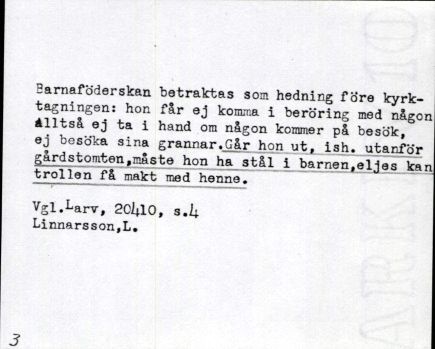 Barnaföderskan betraktas som hedning före kyrk-
tagningen: hon får ej komma i beröring med någon
Alltså ej ta i hand om någon kommer på besök,
ej besöka sina grannar.Går hon ut, ish. utanför
gårdstomten,måste hon ha stål i barnen,eljes kan
trollen få makt med henne.
Vgl.Larv, 20410, s.4
Linnarsson,L.
3